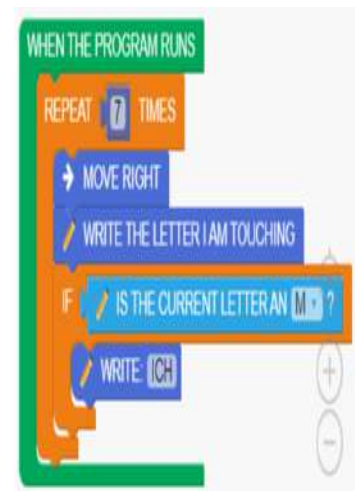 WHEN THE PROGRAM RUNS
REPEAT 7 TIMES
MOVE RIGHT
WRITE THE LETTER I AM TOUCHING
IF IS THE CURRENT LETTER AN M ?
WRITE: ICH